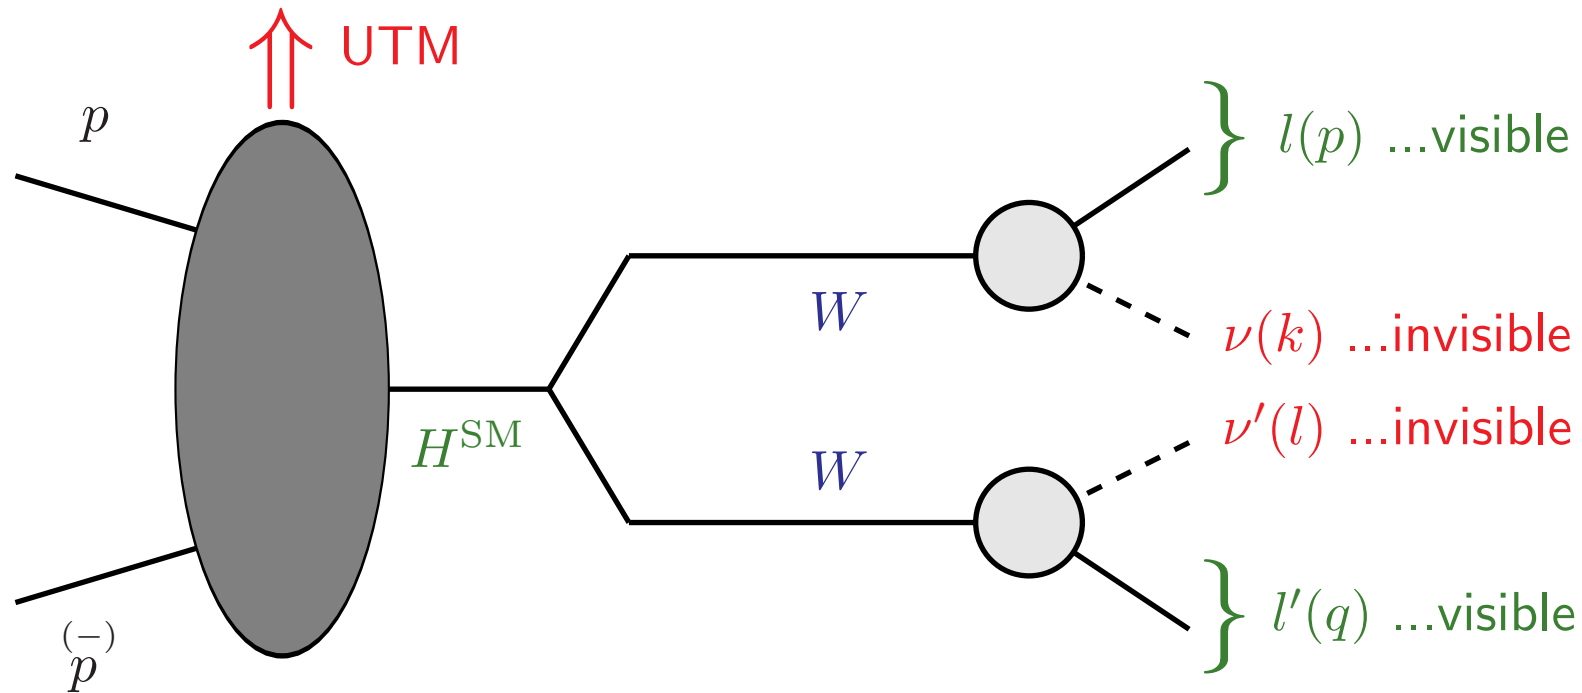 UTM
p
l(p) ...visible
W
ν(k) ...invisible
H^SM
ν′(l) ...invisible
W
l′(q) ...visible
(−)
p